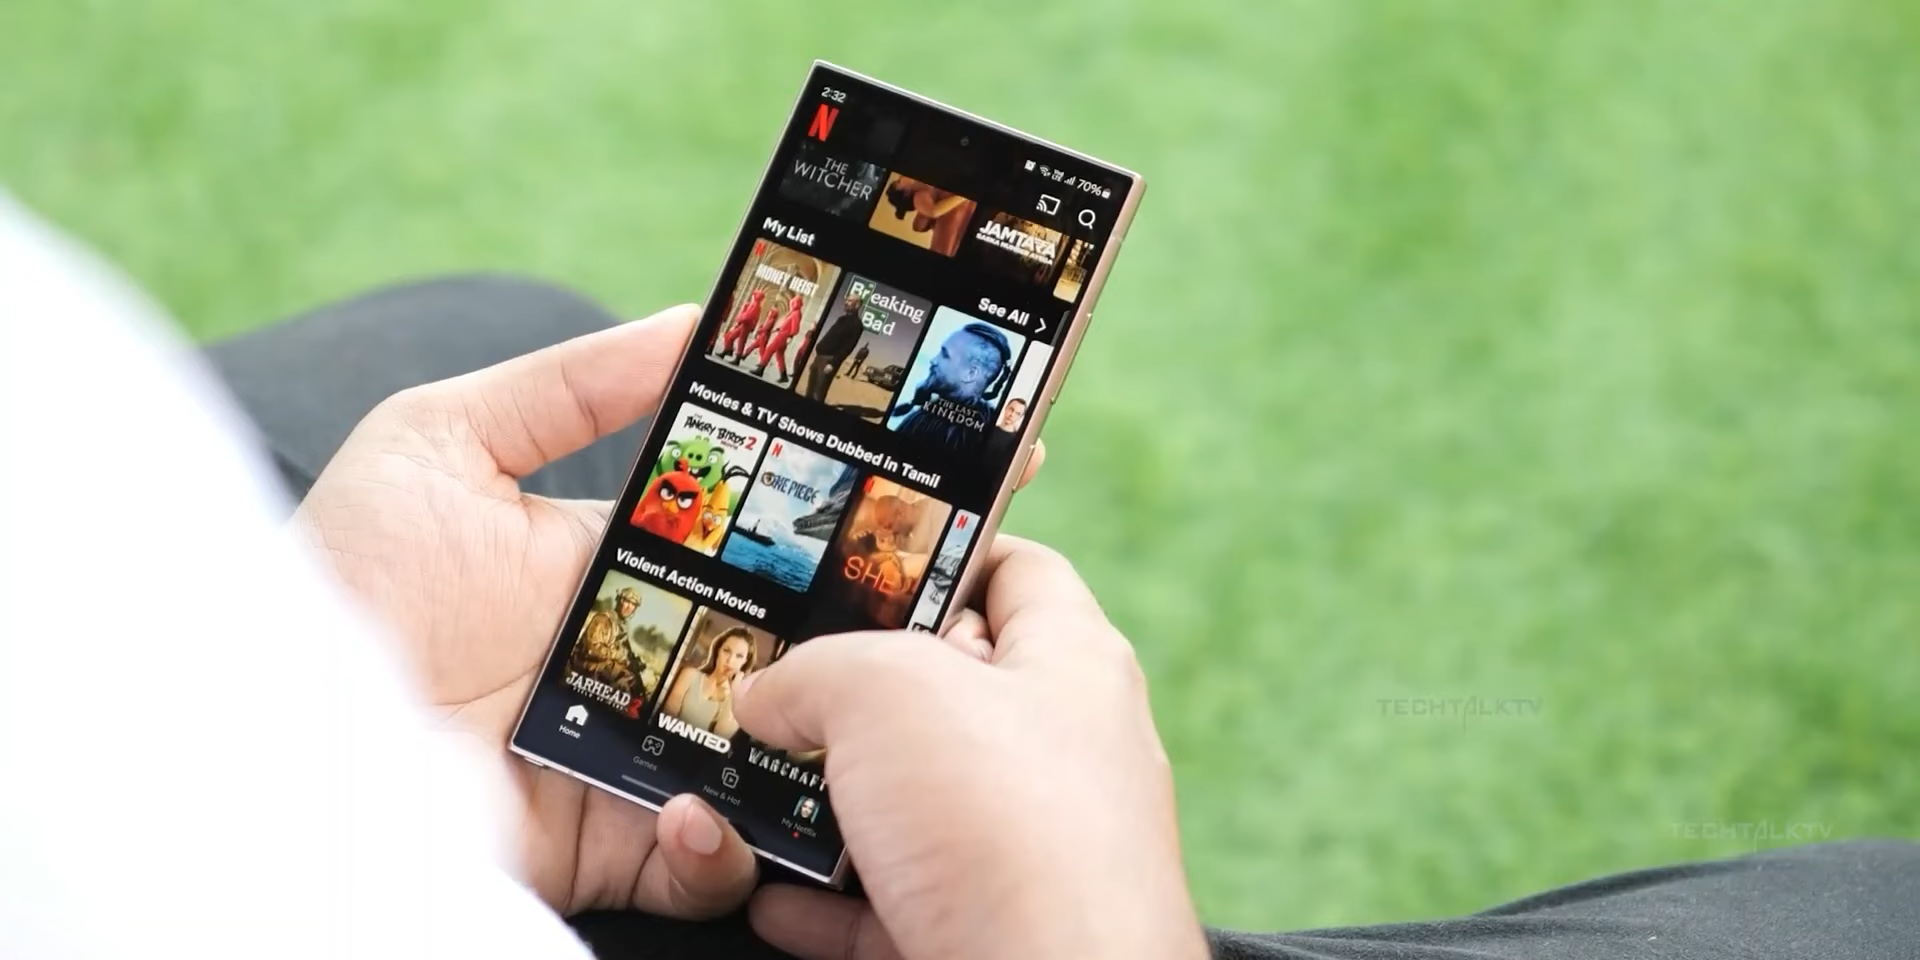 2:32
70%
N
THE
WITCHER
JAMTARA
My List
See All
MONEY HEIST
Breaking
Bad
THE LAST
KINGDOM
Movies & TV Shows Dubbed in Tamil
ANGRY BIRDS 2
N
ONE PIECE
SHE
N
Violent Action Movies
JARHEAD 2
WANTED
WARCRAFT
Home
Games
New & Hot
My Netflix
TECHTALKTV
TECHTALKTV